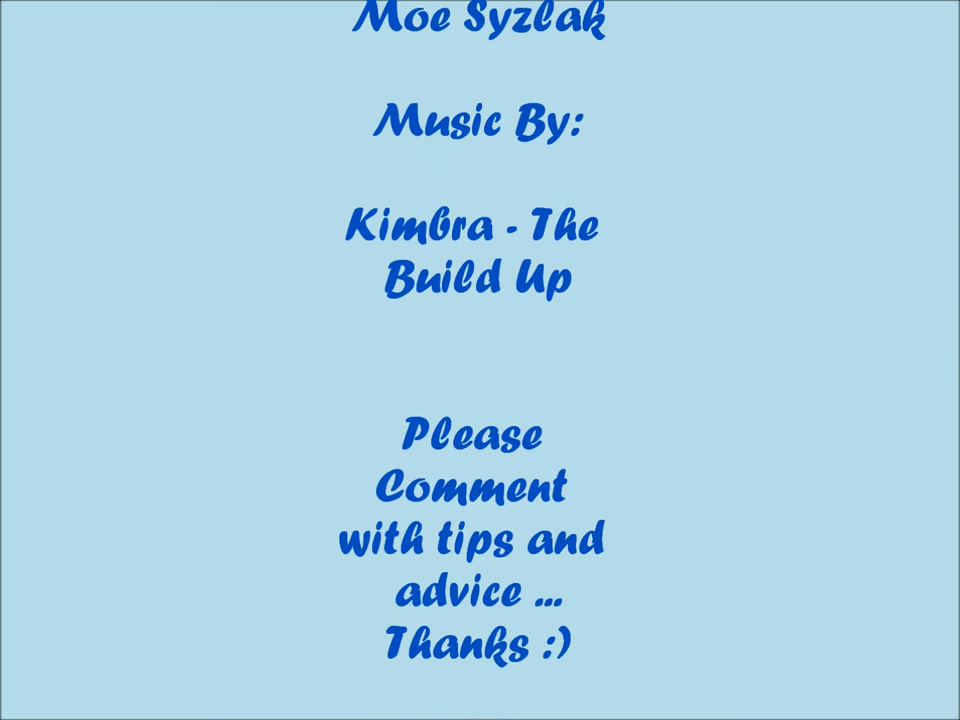 Moe Syzlak
Music By:
Kimbra - The
Build Up
Please
Comment
with tips and
advice ...
Thanks :)